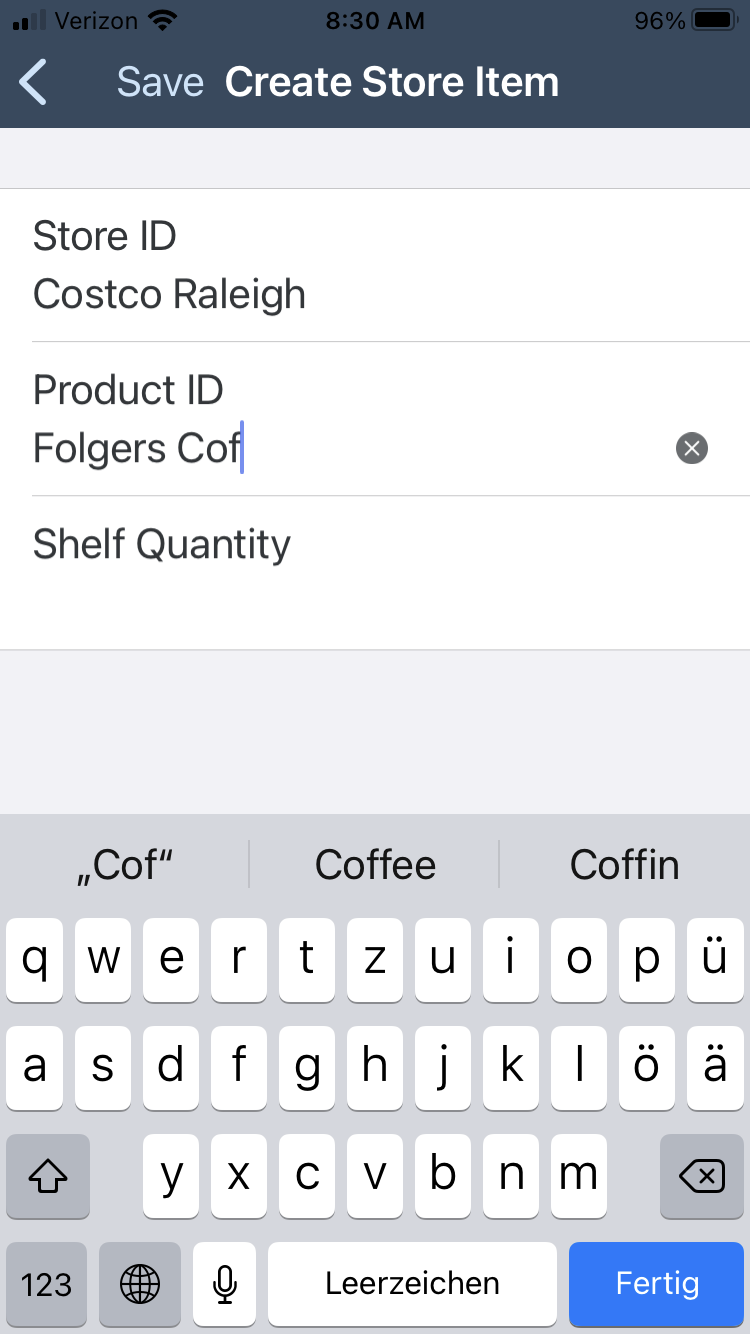 Verizon 8:30 AM 96%
Save Create Store Item
Store ID
Costco Raleigh
Product ID
Folgers Cof
Shelf Quantity
„Cof“ Coffee Coffin
q w e r t z u i o p ü
a s d f g h j k l ö ä
y x c v b n m
123 Leerzeichen Fertig